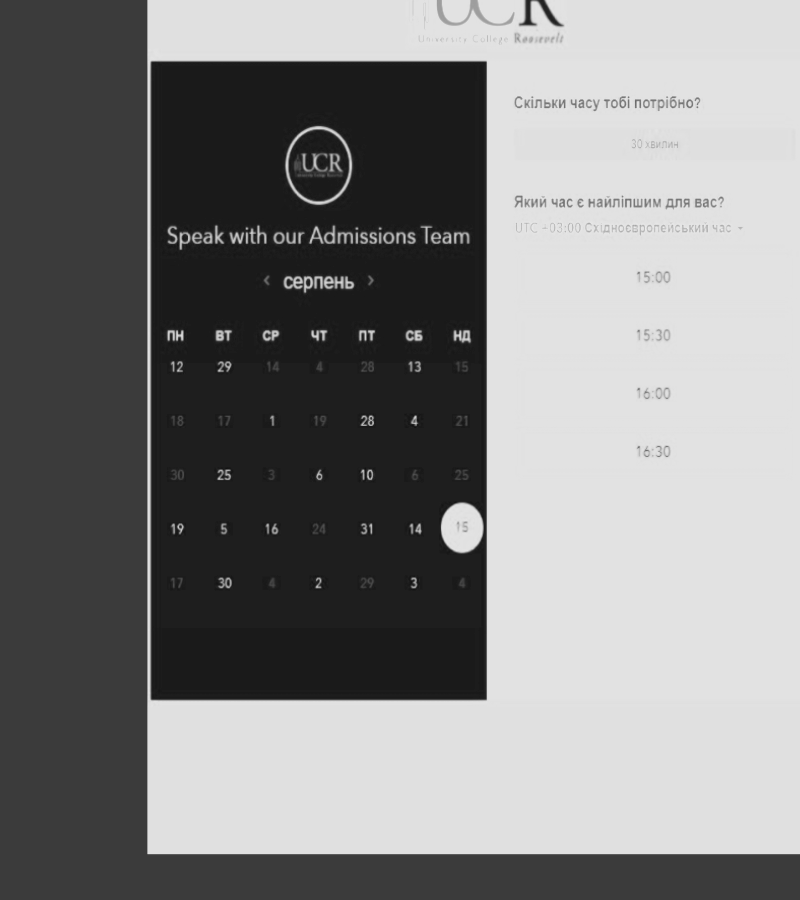 UCR
University College Roosevelt
UCR
Speak with our Admissions Team
< серпень >
ПН ВТ СР ЧТ ПТ СБ НД
12 29 14 4 28 13 15
18 17 1 19 28 4 21
30 25 3 6 10 6 25
19 5 16 24 31 14 15
17 30 4 2 29 3 4
Скільки часу тобі потрібно?
30 хвилин
Який час є найліпшим для вас?
UTC +03:00 Східноєвропейський час
15:00
15:30
16:00
16:30